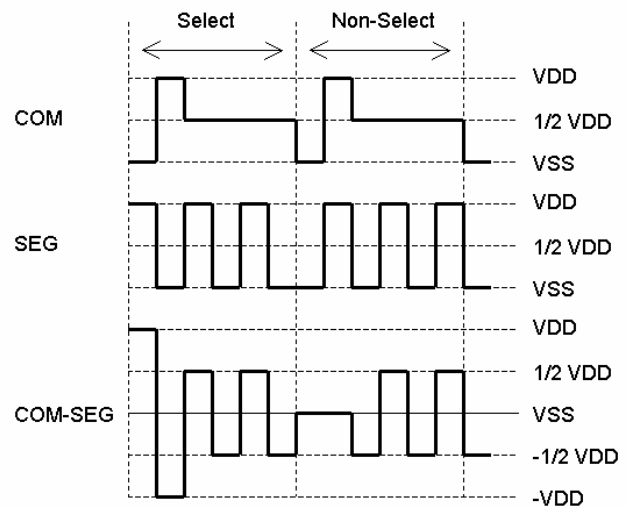 Select Non-Select
VDD
COM 1/2 VDD
VSS
VDD
SEG 1/2 VDD
VSS
VDD
1/2 VDD
COM-SEG VSS
-1/2 VDD
-VDD